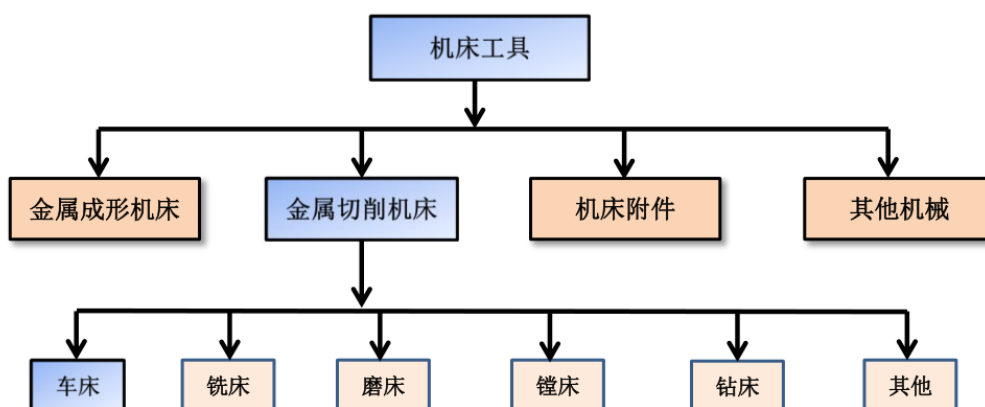 机床工具
金属成形机床
金属切削机床
机床附件
其他机械
车床
铣床
磨床
镗床
钻床
其他